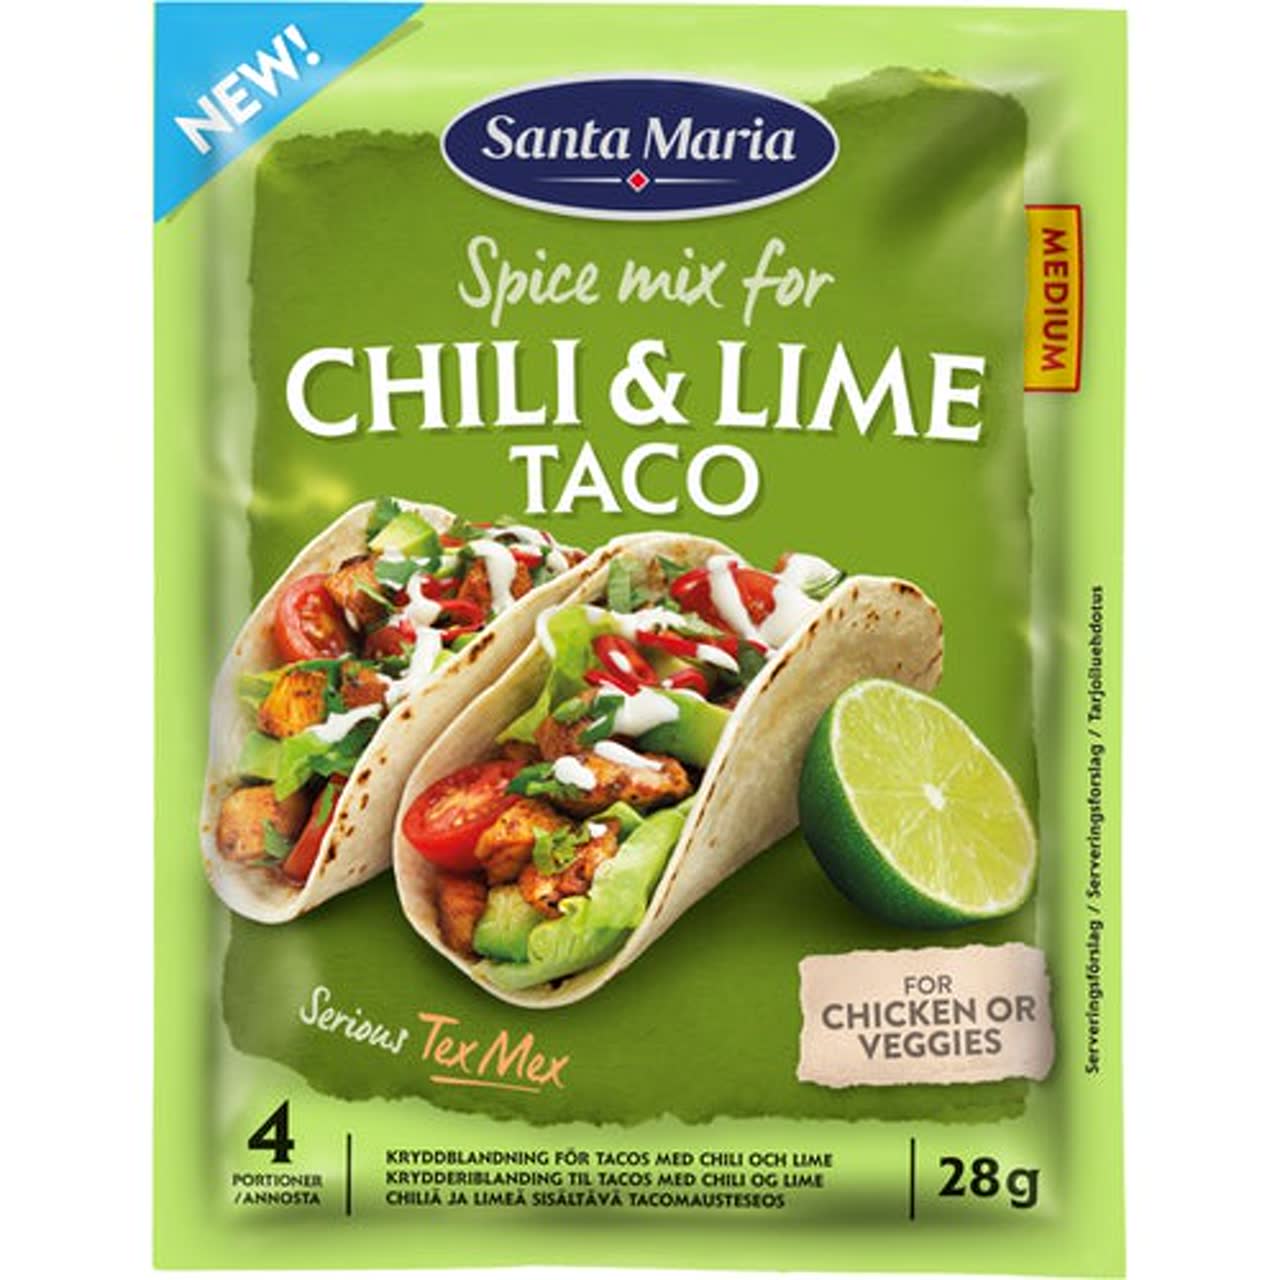 NEW!
Santa Maria
Spice mix for
CHILI & LIME
TACO
MEDIUM
Serveringsförslag / Serveringsforslag / Tarjoiluehdotus
FOR
CHICKEN OR
VEGGIES
Serious Tex Mex
4
PORTIONER
/ANNOSTA
KRYDDBLANDNING FÖR TACOS MED CHILI OCH LIME
KRYDDERIBLANDING TIL TACOS MED CHILI OG LIME
CHILIÄ JA LIMEÄ SISÄLTÄVÄ TACOMAUSTESEOS
28g